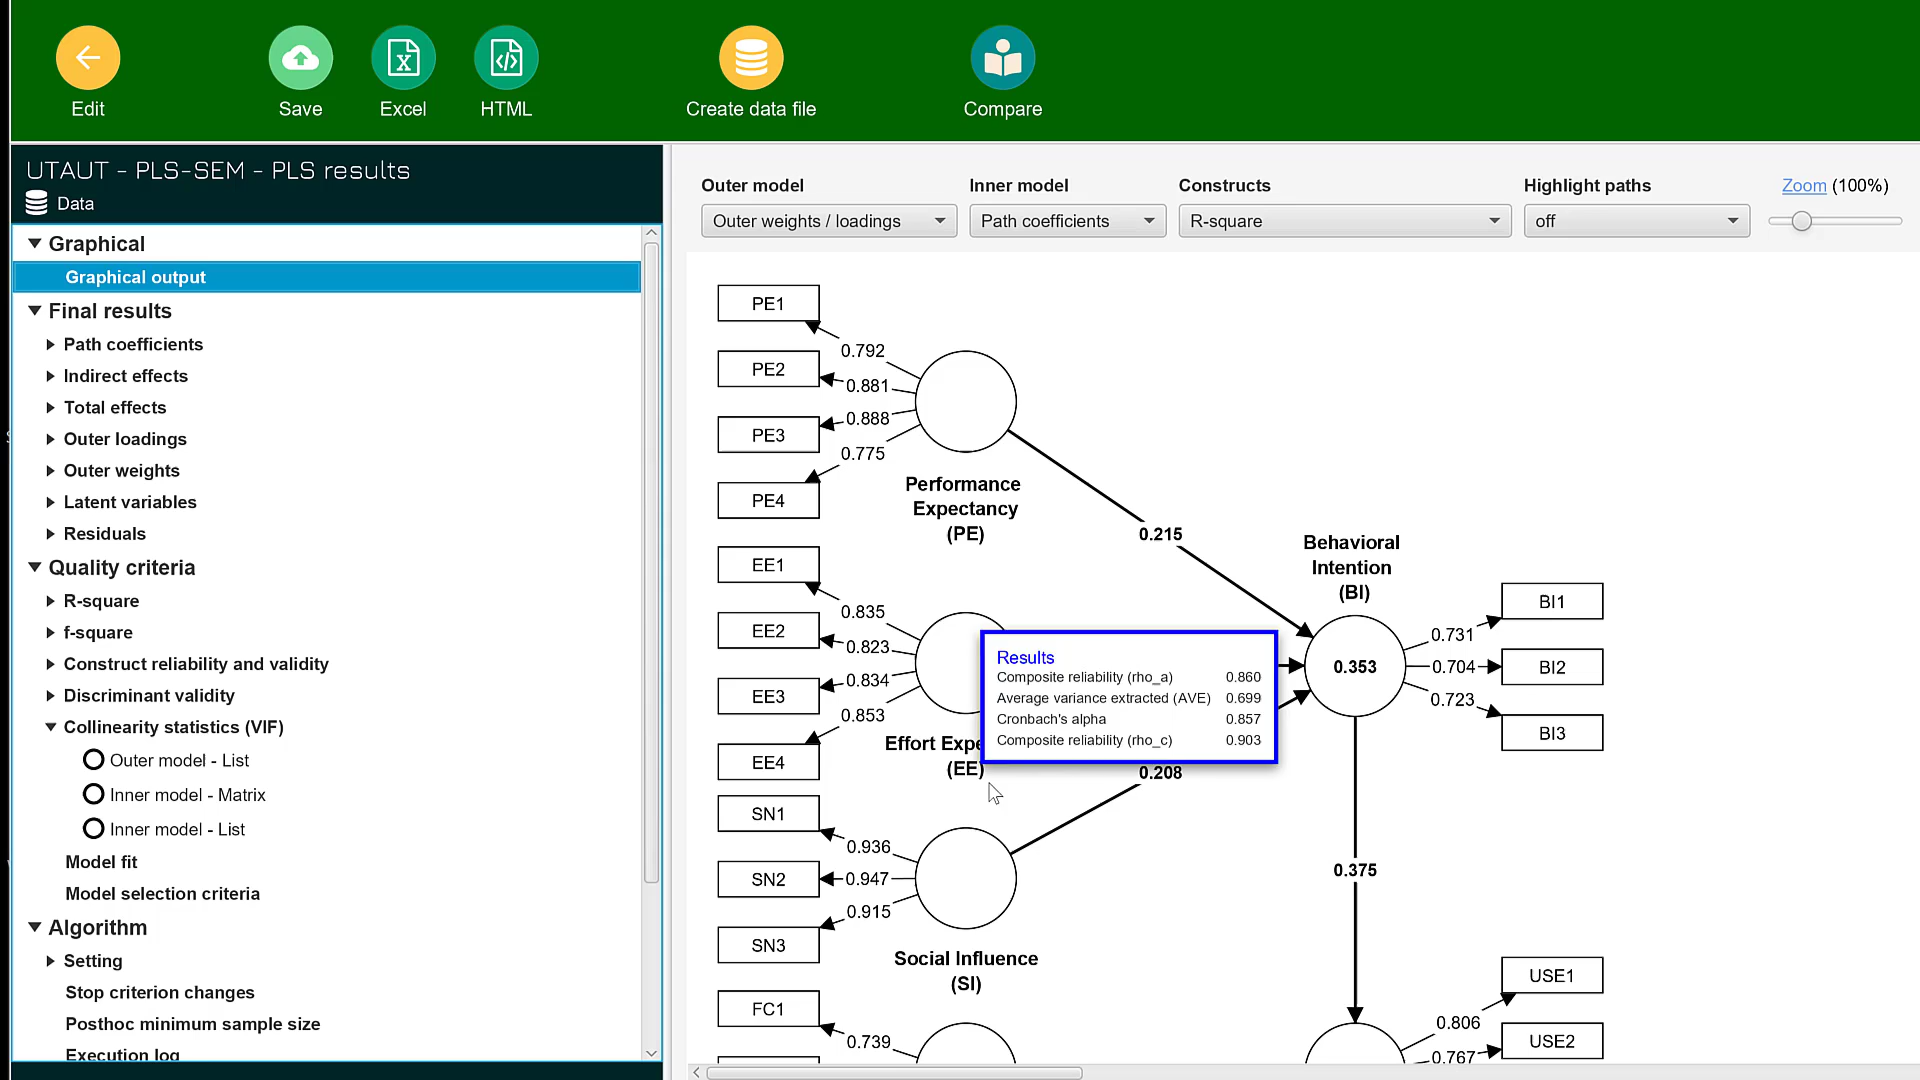 Edit
Save
Excel
HTML
Create data file
Compare
UTAUT - PLS-SEM - PLS results
Data
Graphical
Graphical output
Final results
Path coefficients
Indirect effects
Total effects
Outer loadings
Outer weights
Latent variables
Residuals
Quality criteria
R-square
f-square
Construct reliability and validity
Discriminant validity
Collinearity statistics (VIF)
Outer model - List
Inner model - Matrix
Inner model - List
Model fit
Model selection criteria
Algorithm
Setting
Stop criterion changes
Posthoc minimum sample size
Execution log
Outer model
Inner model
Constructs
Highlight paths
Zoom (100%)
Outer weights / loadings
Path coefficients
R-square
off
PE1
0.792
PE2
0.881
PE3
0.888
0.775
PE4
Performance
Expectancy
(PE)
0.215
EE1
0.835
EE2
0.823
EE3
0.834
0.853
EE4
Effort Expe
(EE)
Results
Composite reliability (rho_a) 0.860
Average variance extracted (AVE) 0.699
Cronbach's alpha 0.857
Composite reliability (rho_c) 0.903
0.208
Behavioral
Intention
(BI)
0.353
0.731
BI1
0.704
BI2
0.723
BI3
SN1
0.936
SN2
0.947
0.915
SN3
Social Influence
(SI)
0.375
FC1
0.739
USE1
0.806
USE2
0.767